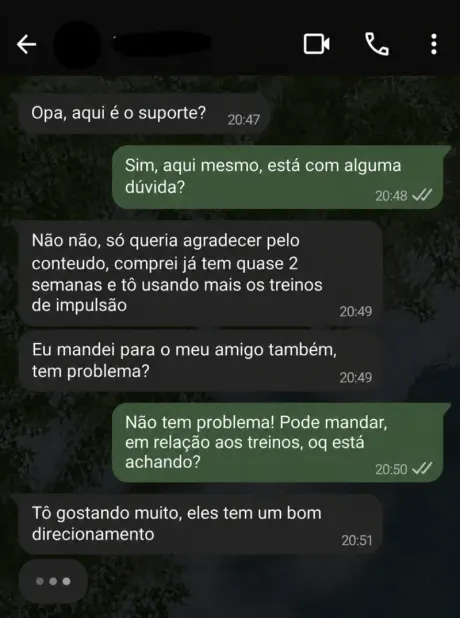 Opa, aqui é o suporte?
20:47
Sim, aqui mesmo, está com alguma
dúvida?
20:48
Não não, só queria agradecer pelo
conteudo, comprei já tem quase 2
semanas e tô usando mais os treinos
de impulsão
20:49
Eu mandei para o meu amigo também,
tem problema?
20:49
Não tem problema! Pode mandar,
em relação aos treinos, oq está
achando?
20:50
Tô gostando muito, eles tem um bom
direcionamento
20:51